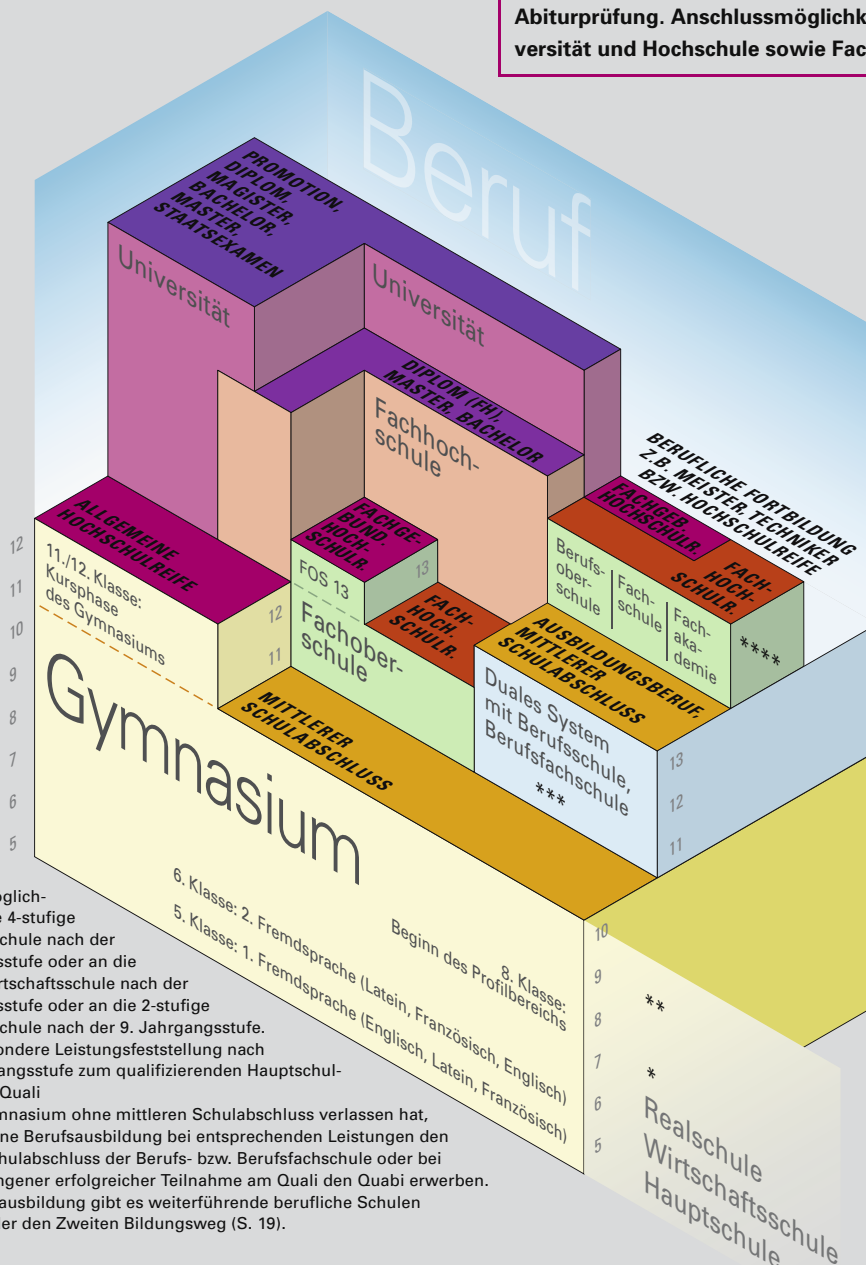 Abiturprüfung. Anschlussmöglichk
versität und Hochschule sowie Fac
Beruf
PROMOTION,
DIPLOM,
MAGISTER,
BACHELOR,
MASTER,
STAATSEXAMEN
Universität
Universität
DIPLOM (FH),
MASTER, BACHELOR
Fachhoch-
schule
BERUFLICHE FORTBILDUNG
Z.B. MEISTER, TECHNIKER
BZW. HOCHSCHULREIFE
ALLGEMEINE
HOCHSCHULREIFE
FACHGE-
BUND.
HOCH-
SCHULR.
FACHGEB.
HOCHSCHULR.
FACH-
HOCH-
SCHULR.
12
11
10
9
8
7
6
5
11./12. Klasse:
Kursphase
des Gymnasiums
12
11
FOS 13
13
Fachober-
schule
FACH-
HOCH.
SCHULR.
Berufs-
ober-
schule
Fach-
schule
Fach-
aka-
demie
****
AUSBILDUNGSBERUF,
MITTLERER
SCHULABSCHLUSS
Duales System
mit Berufsschule,
Berufsfachschule
***
13
12
11
Gymnasium
MITTLERER
SCHULABSCHLUSS
8. Klasse:
Beginn des Profilbereichs
6. Klasse: 2. Fremdsprache (Latein, Französisch, Englisch)
5. Klasse: 1. Fremdsprache (Englisch, Latein, Französisch)
10
9
8
7
6
5
**
*
Realschule
Wirtschaftsschule
Hauptschule
öglich-
e 4-stufige
schule nach der
sstufe oder an die
rtschaftsschule nach der
sstufe oder an die 2-stufige
schule nach der 9. Jahrgangsstufe.
ondere Leistungsfeststellung nach
angsstufe zum qualifizierenden Hauptschul-
Quali
mnasium ohne mittleren Schulabschluss verlassen hat,
ine Berufsausbildung bei entsprechenden Leistungen den
chulabschluss der Berufs- bzw. Berufsfachschule oder bei
ngener erfolgreicher Teilnahme am Quali den Quabi erwerben.
ausbildung gibt es weiterführende berufliche Schulen
der den Zweiten Bildungsweg (S. 19).